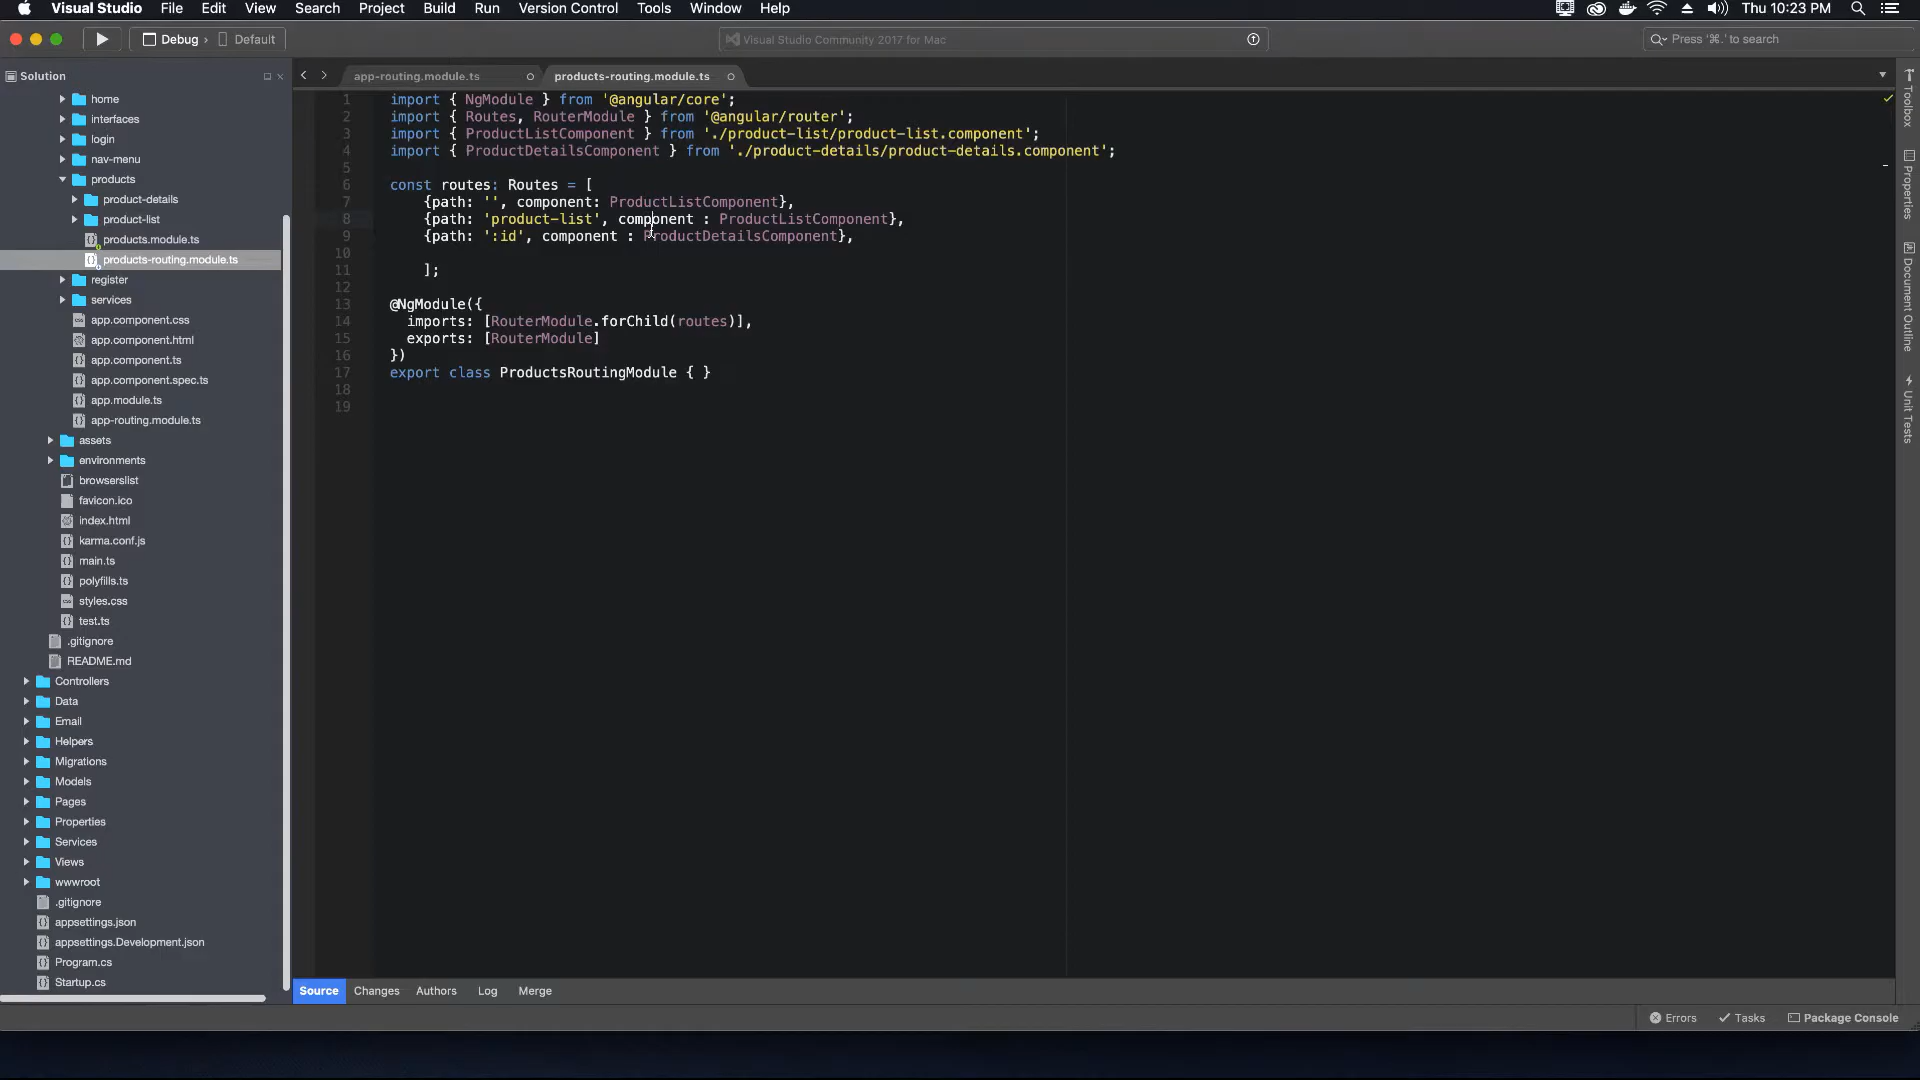 Visual Studio File Edit View Search Project Build Run Version Control Tools Window Help Thu 10:23 PM
Debug › Default Visual Studio Community 2017 for Mac Press '⌘.' to search
Solution
home
interfaces
login
nav-menu
products
product-details
product-list
products.module.ts
products-routing.module.ts
register
services
app.component.css
app.component.html
app.component.ts
app.component.spec.ts
app.module.ts
app-routing.module.ts
assets
environments
browserslist
favicon.ico
index.html
karma.conf.js
main.ts
polyfills.ts
styles.css
test.ts
.gitignore
README.md
Controllers
Data
Email
Helpers
Migrations
Models
Pages
Properties
Services
Views
wwwroot
.gitignore
appsettings.json
appsettings.Development.json
Program.cs
Startup.cs
app-routing.module.ts products-routing.module.ts
1 import { NgModule } from '@angular/core';
2 import { Routes, RouterModule } from '@angular/router';
3 import { ProductListComponent } from './product-list/product-list.component';
4 import { ProductDetailsComponent } from './product-details/product-details.component';
5
6 const routes: Routes = [
7 {path: '', component: ProductListComponent},
8 {path: 'product-list', component : ProductListComponent},
9 {path: ':id', component : ProductDetailsComponent},
10
11 ];
12
13 @NgModule({
14 imports: [RouterModule.forChild(routes)],
15 exports: [RouterModule]
16 })
17 export class ProductsRoutingModule { }
18
19
Toolbox
Properties
Document Outline
Unit Tests
Source Changes Authors Log Merge
Errors Tasks Package Console